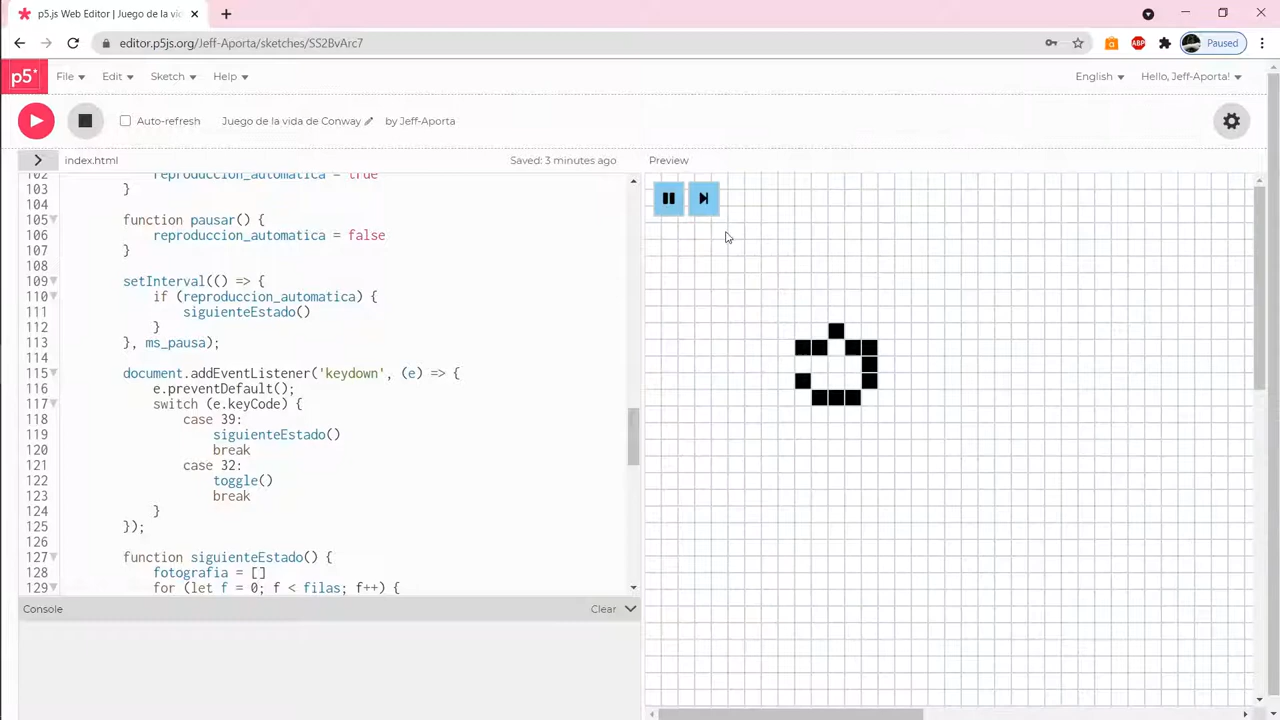 p5.js Web Editor | Juego de la vi
editor.p5js.org/Jeff-Aporta/sketches/SS2BvArc7
ABP
Paused
p5*
File
Edit
Sketch
Help
English
Hello, Jeff-Aporta!
Auto-refresh
Juego de la vida de Conway
by Jeff-Aporta
index.html
Saved: 3 minutes ago
Preview
102 reproduccion_automatica = true
103 }
104
105 function pausar() {
106 reproduccion_automatica = false
107 }
108
109 setInterval(() => {
110 if (reproduccion_automatica) {
111 siguienteEstado()
112 }
113 }, ms_pausa);
114
115 document.addEventListener('keydown', (e) => {
116 e.preventDefault();
117 switch (e.keyCode) {
118 case 39:
119 siguienteEstado()
120 break
121 case 32:
122 toggle()
123 break
124 }
125 });
126
127 function siguienteEstado() {
128 fotografia = []
129 for (let f = 0; f < filas; f++) {
Console
Clear